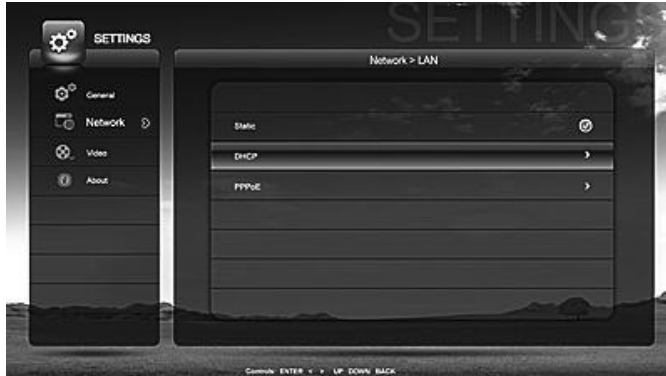 SETTINGS
SETTINGS
Network > LAN
General
Network
Video
About
Static
DHCP
PPPoE
Controls: ENTER < > UP DOWN BACK